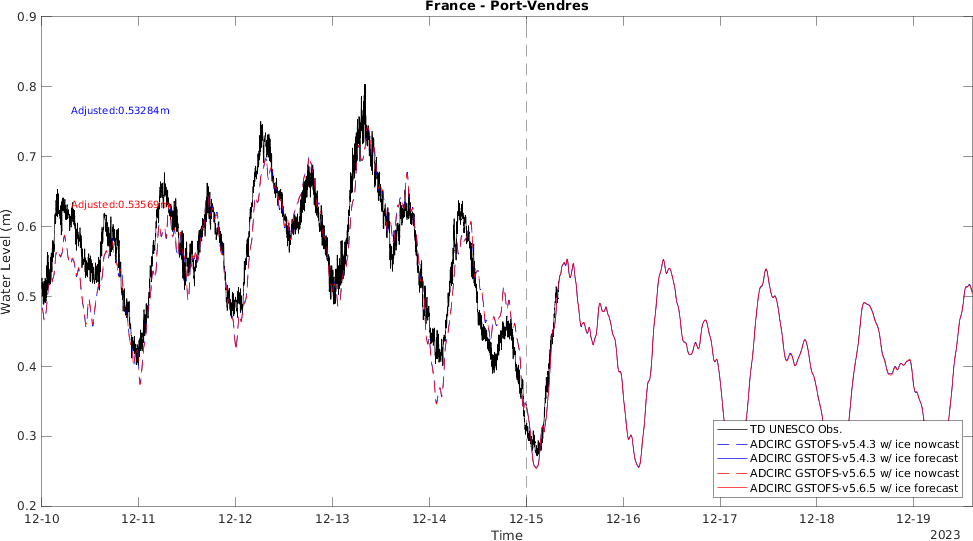 France - Port-Vendres
0.9
0.8
0.7
0.6
0.5
0.4
0.3
0.2
Water Level (m)
Adjusted:0.53284m
Adjusted:0.53569m
TD UNESCO Obs.
ADCIRC GSTOFS-v5.4.3 w/ ice nowcast
ADCIRC GSTOFS-v5.4.3 w/ ice forecast
ADCIRC GSTOFS-v5.6.5 w/ ice nowcast
ADCIRC GSTOFS-v5.6.5 w/ ice forecast
12-10 12-11 12-12 12-13 12-14 12-15 12-16 12-17 12-18 12-19
Time
2023